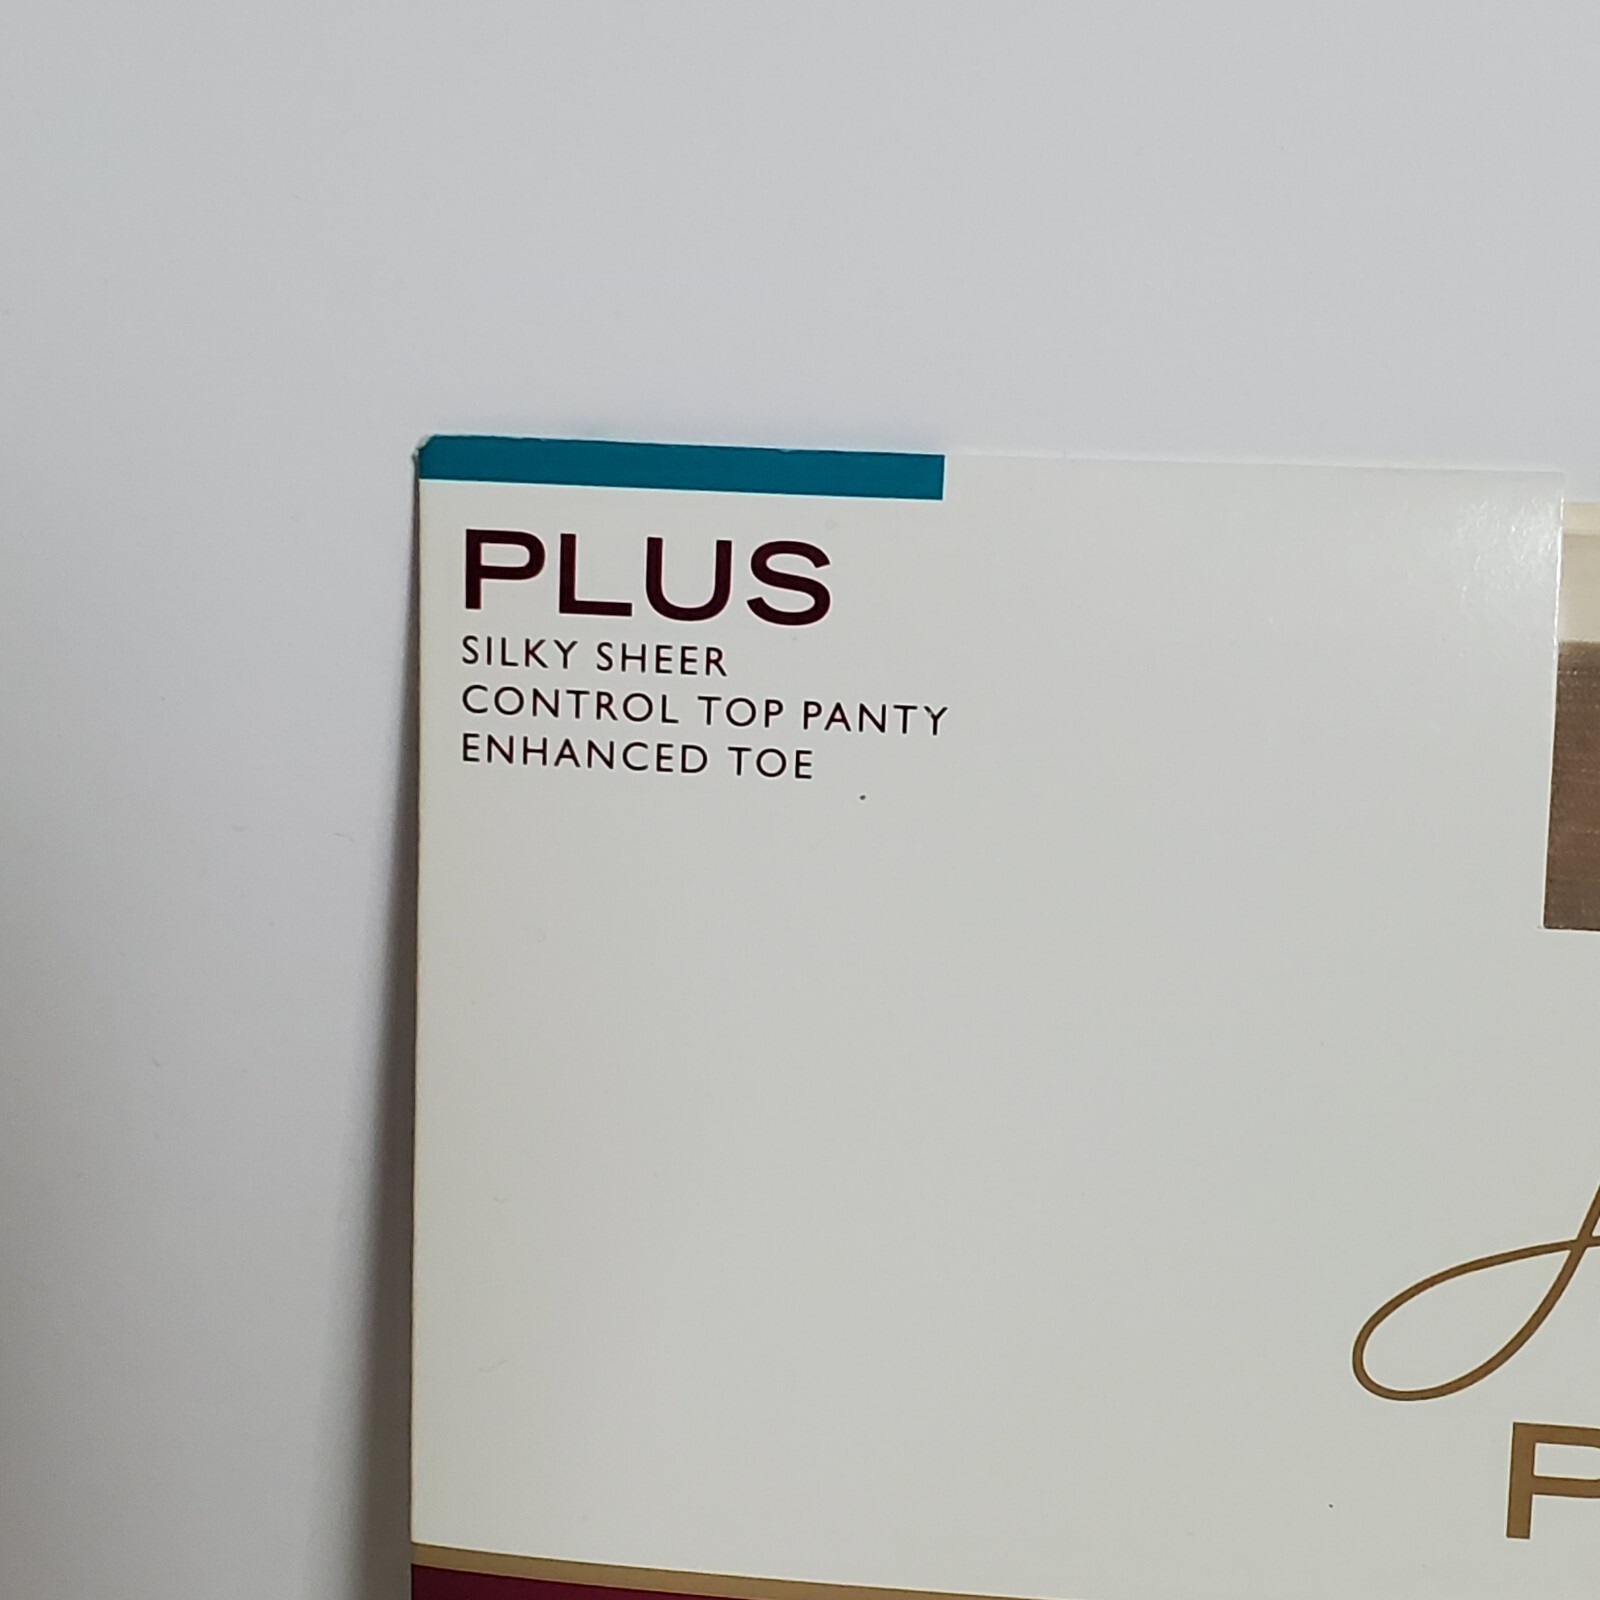 PLUS
SILKY SHEER
CONTROL TOP PANTY
ENHANCED TOE
P